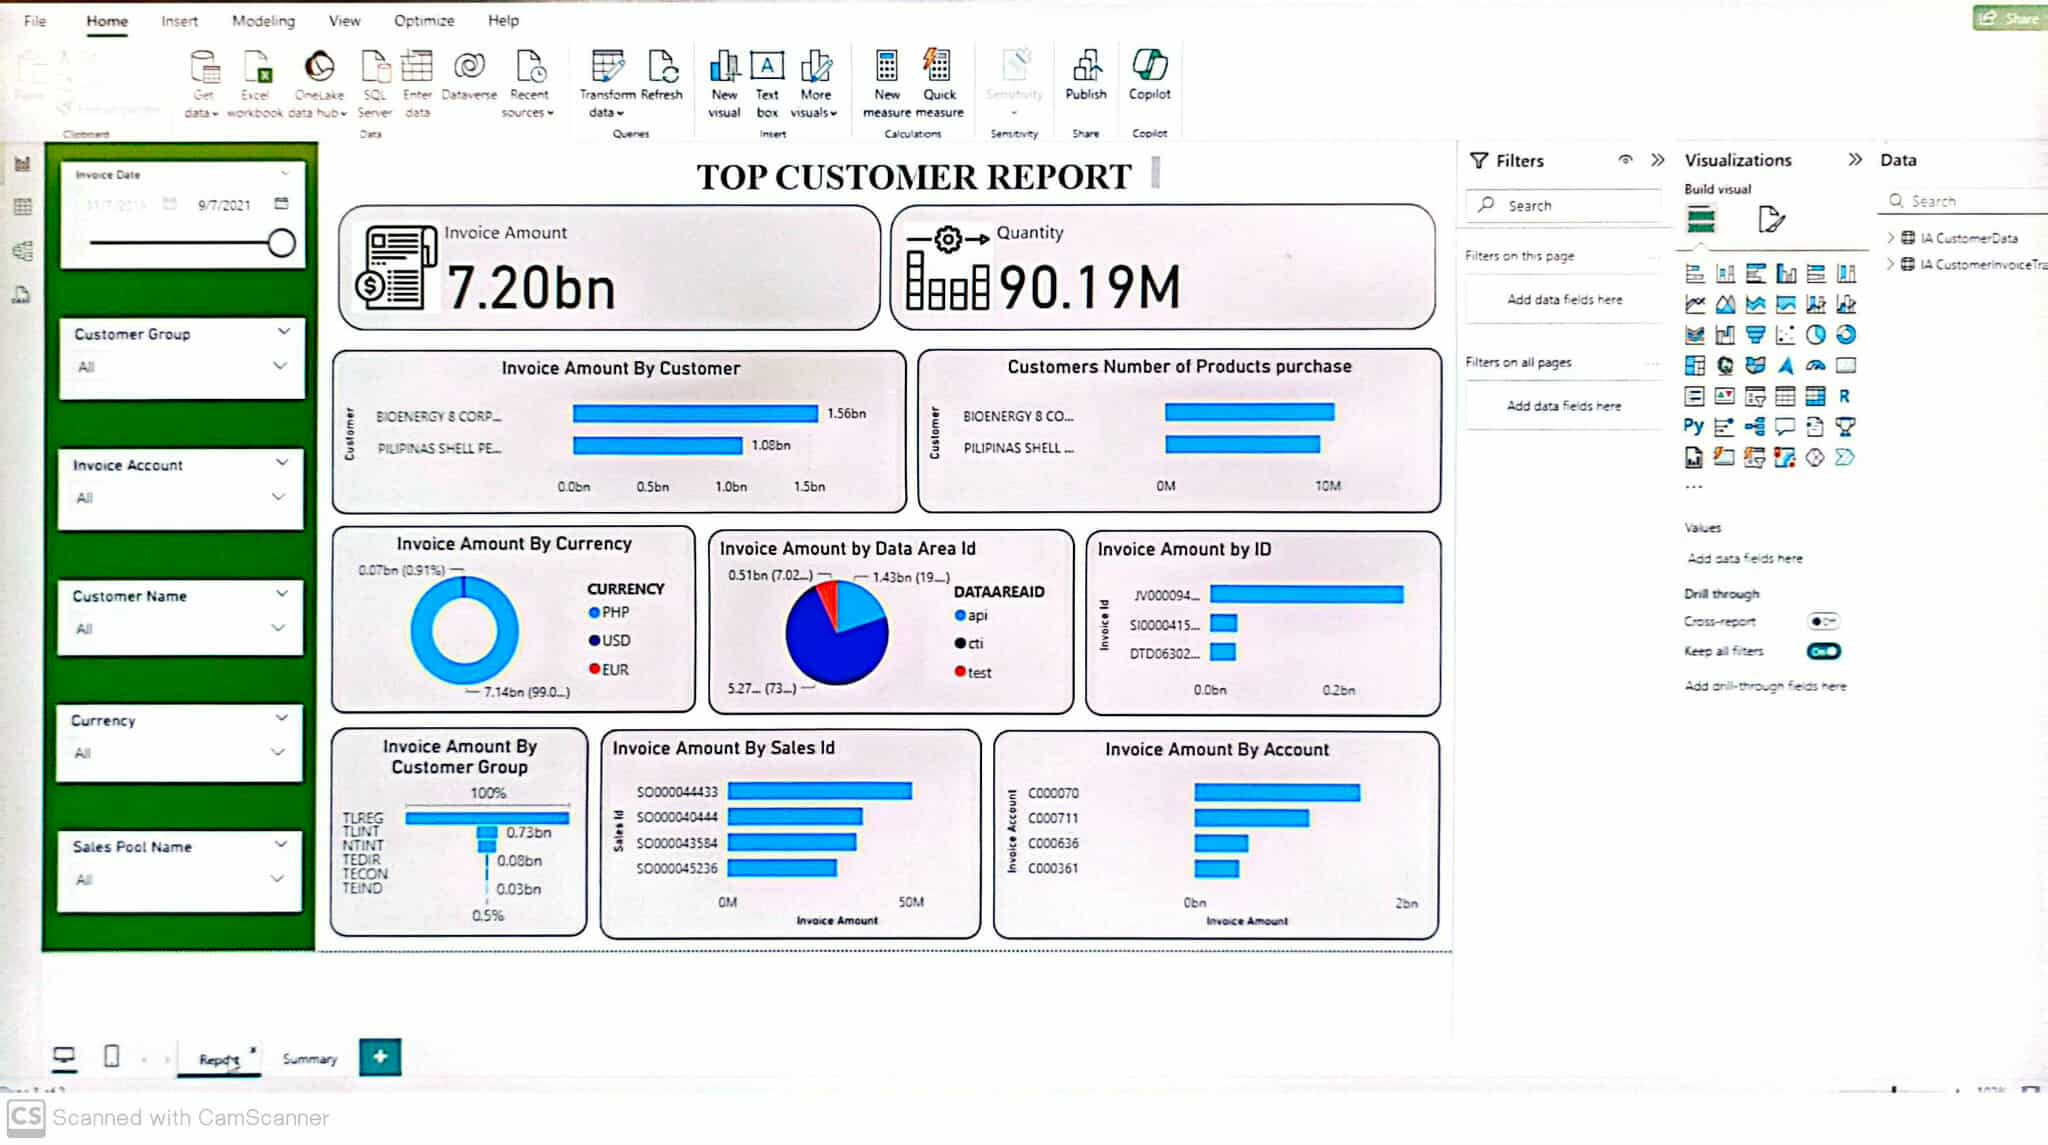 File Home Insert Modeling View Optimize Help
Share
Get data
Excel workbook
OneLake data hub
SQL Server
Enter data
Dataverse
Recent sources
Transform data
Refresh
New visual
Text box
More visuals
New measure
Quick measure
Sensitivity
Publish
Copilot
Clipboard
Data
Queries
Insert
Calculations
Sensitivity
Share
Copilot
Invoice Date
9/7/2021
Customer Group
All
Invoice Account
All
Customer Name
All
Currency
All
Sales Pool Name
All
TOP CUSTOMER REPORT
Invoice Amount
7.20bn
Quantity
90.19M
Invoice Amount By Customer
Customer
BIOENERGY 8 CORP...
1.56bn
PILIPINAS SHELL PE...
1.08bn
0.0bn 0.5bn 1.0bn 1.5bn
Customers Number of Products purchase
Customer
BIOENERGY 8 CO...
PILIPINAS SHELL ...
0M 10M
Invoice Amount By Currency
0.07bn (0.91%)
7.14bn (99.0...)
CURRENCY
PHP
USD
EUR
Invoice Amount by Data Area Id
0.51bn (7.02...)
1.43bn (19...)
5.27... (73...)
DATAAREAID
api
cti
test
Invoice Amount by ID
Invoice Id
JV000094...
SI0000415...
DTD06302...
0.0bn 0.2bn
Invoice Amount By
Customer Group
100%
TLREG
TLINT 0.73bn
NTINT
TEDIR 0.08bn
TECON
TEIND 0.03bn
0.5%
Invoice Amount By Sales Id
Sales Id
SO000044433
SO000040444
SO000043584
SO000045236
0M 50M
Invoice Amount
Invoice Amount By Account
Invoice Account
C000070
C000711
C000636
C000361
0bn 2bn
Invoice Amount
Filters
Search
Filters on this page
...
Add data fields here
Filters on all pages
...
Add data fields here
Visualizations
Build visual
R
Py
...
Values
Add data fields here
Drill through
Cross-report
Off
Keep all filters
On
Add drill-through fields here
Data
Search
IA CustomerData
IA CustomerInvoiceTra
Report
Summary
+
CS Scanned with CamScanner